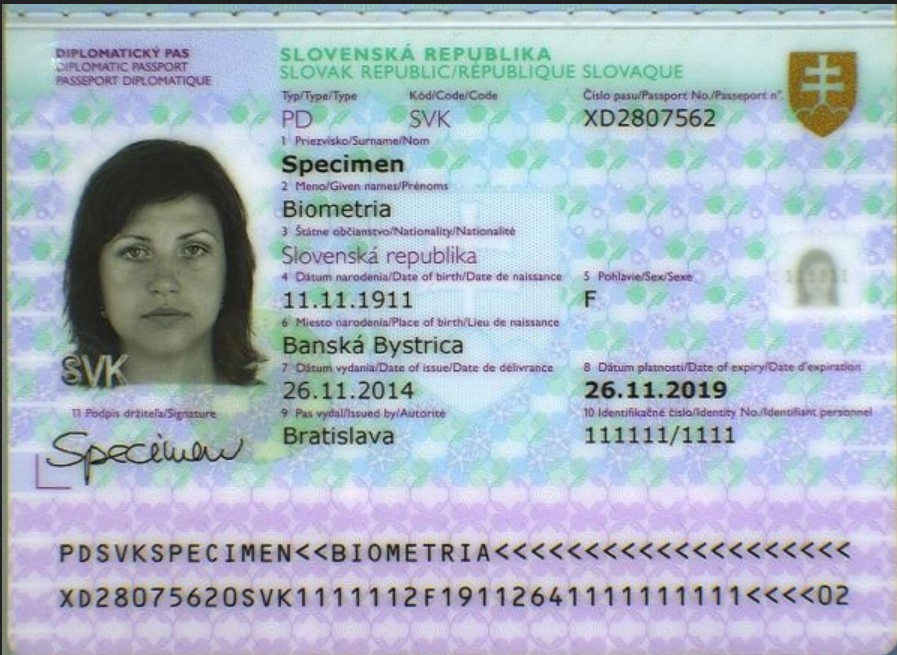 DIPLOMATICKÝ PAS
DIPLOMATIC PASSPORT
PASSEPORT DIPLOMATIQUE
SLOVENSKÁ REPUBLIKA
SLOVAK REPUBLIC/RÉPUBLIQUE SLOVAQUE
Typ/Type/Type Kód/Code/Code Číslo pasu/Passport No./Passeport n°.
PD SVK XD2807562
1 Priezvisko/Surname/Nom
Specimen
2 Meno/Given names/Prénoms
Biometria
3 Štátne občianstvo/Nationality/Nationalité
Slovenská republika
4 Dátum narodenia/Date of birth/Date de naissance 5 Pohlavie/Sex/Sexe
11.11.1911 F
6 Miesto narodenia/Place of birth/Lieu de naissance
Banská Bystrica
7 Dátum vydania/Date of issue/Date de délivrance 8 Dátum platnosti/Date of expiry/Date d'expiration
26.11.2014 26.11.2019
9 Pas vydal/Issued by/Autorité 10 Identifikačné číslo/Identity No./Identifiant personnel
Bratislava 111111/1111
SVK
11 Podpis držiteľa/Signature
Specimen
PDSVKSPECIMEN<<BIOMETRIA<<<<<<<<<<<<<<<<<<<<
XD28075620SVK1111112F1911264111111111<<<<02